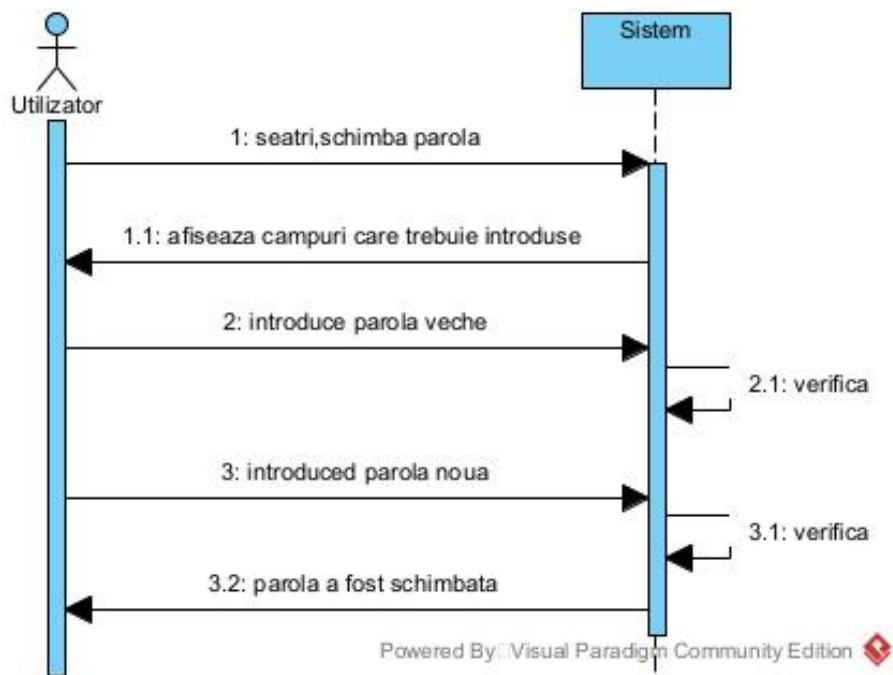 Sistem
Utilizator
1: seatri,schimba parola
1.1: afiseaza campuri care trebuie introduse
2: introduce parola veche
2.1: verifica
3: introduced parola noua
3.1: verifica
3.2: parola a fost schimbata
Powered By Visual Paradigm Community Edition